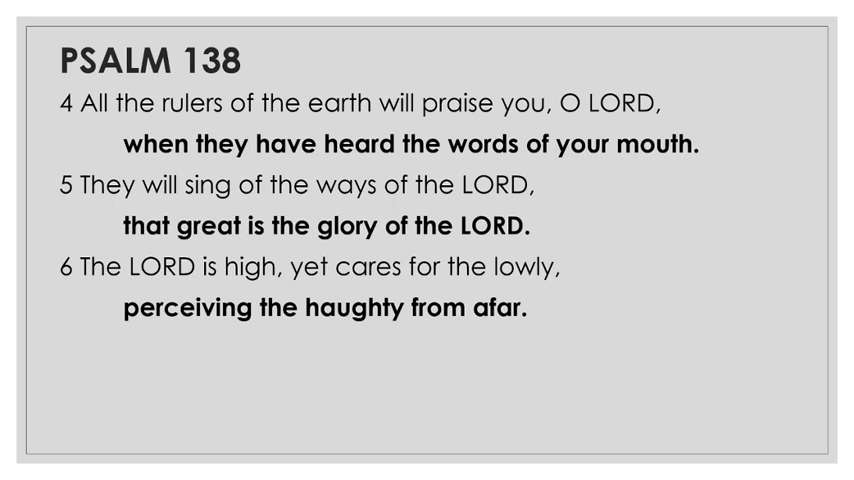 PSALM 138
4 All the rulers of the earth will praise you, O LORD,
when they have heard the words of your mouth.
5 They will sing of the ways of the LORD,
that great is the glory of the LORD.
6 The LORD is high, yet cares for the lowly,
perceiving the haughty from afar.